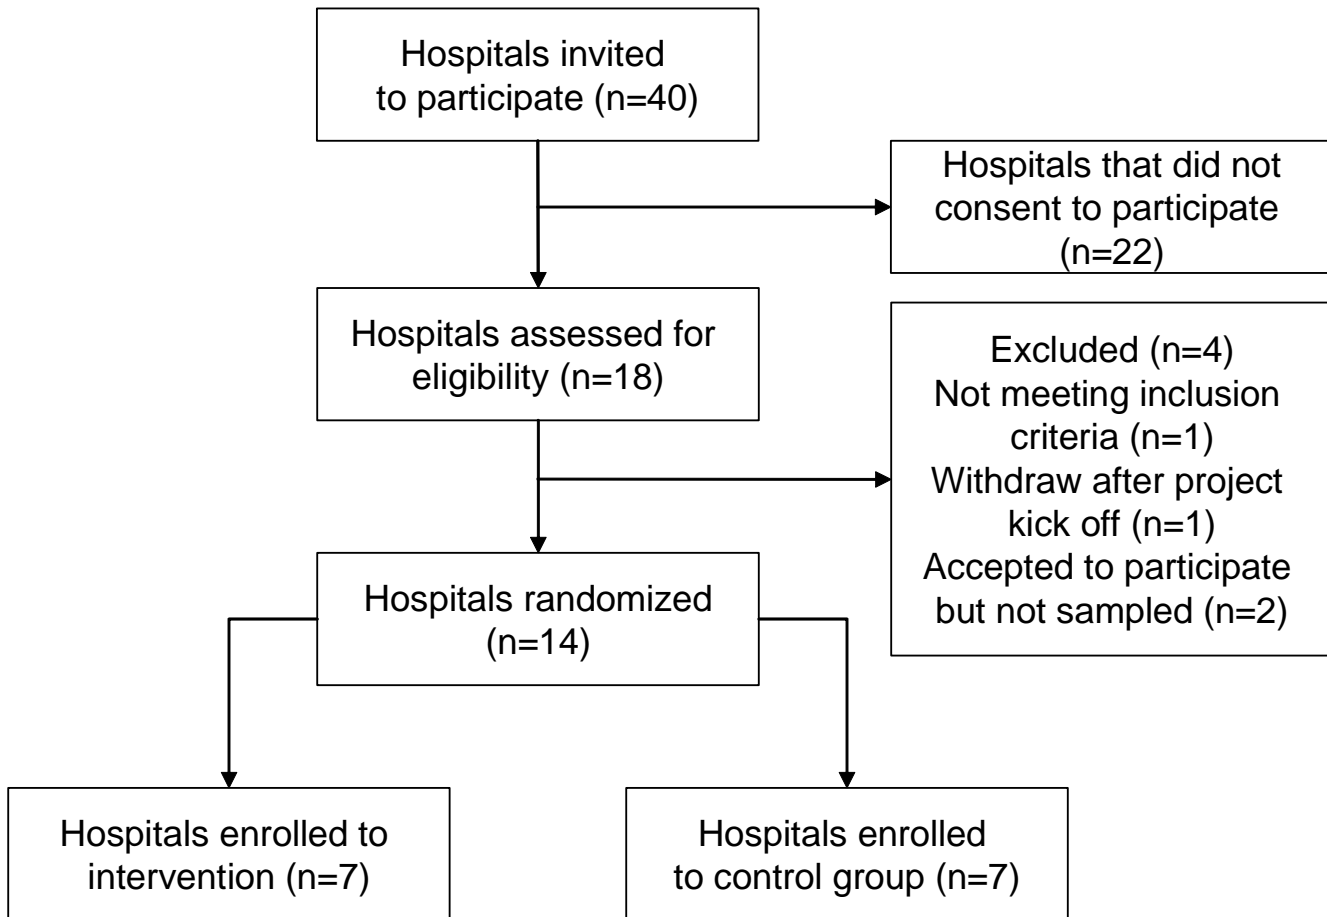 Hospitals invited
to participate (n=40)
Hospitals that did not
consent to participate
(n=22)
Hospitals assessed for
eligibility (n=18)
Excluded (n=4)
Not meeting inclusion
criteria (n=1)
Withdraw after project
kick off (n=1)
Accepted to participate
but not sampled (n=2)
Hospitals randomized
(n=14)
Hospitals enrolled to
intervention (n=7)
Hospitals enrolled
to control group (n=7)